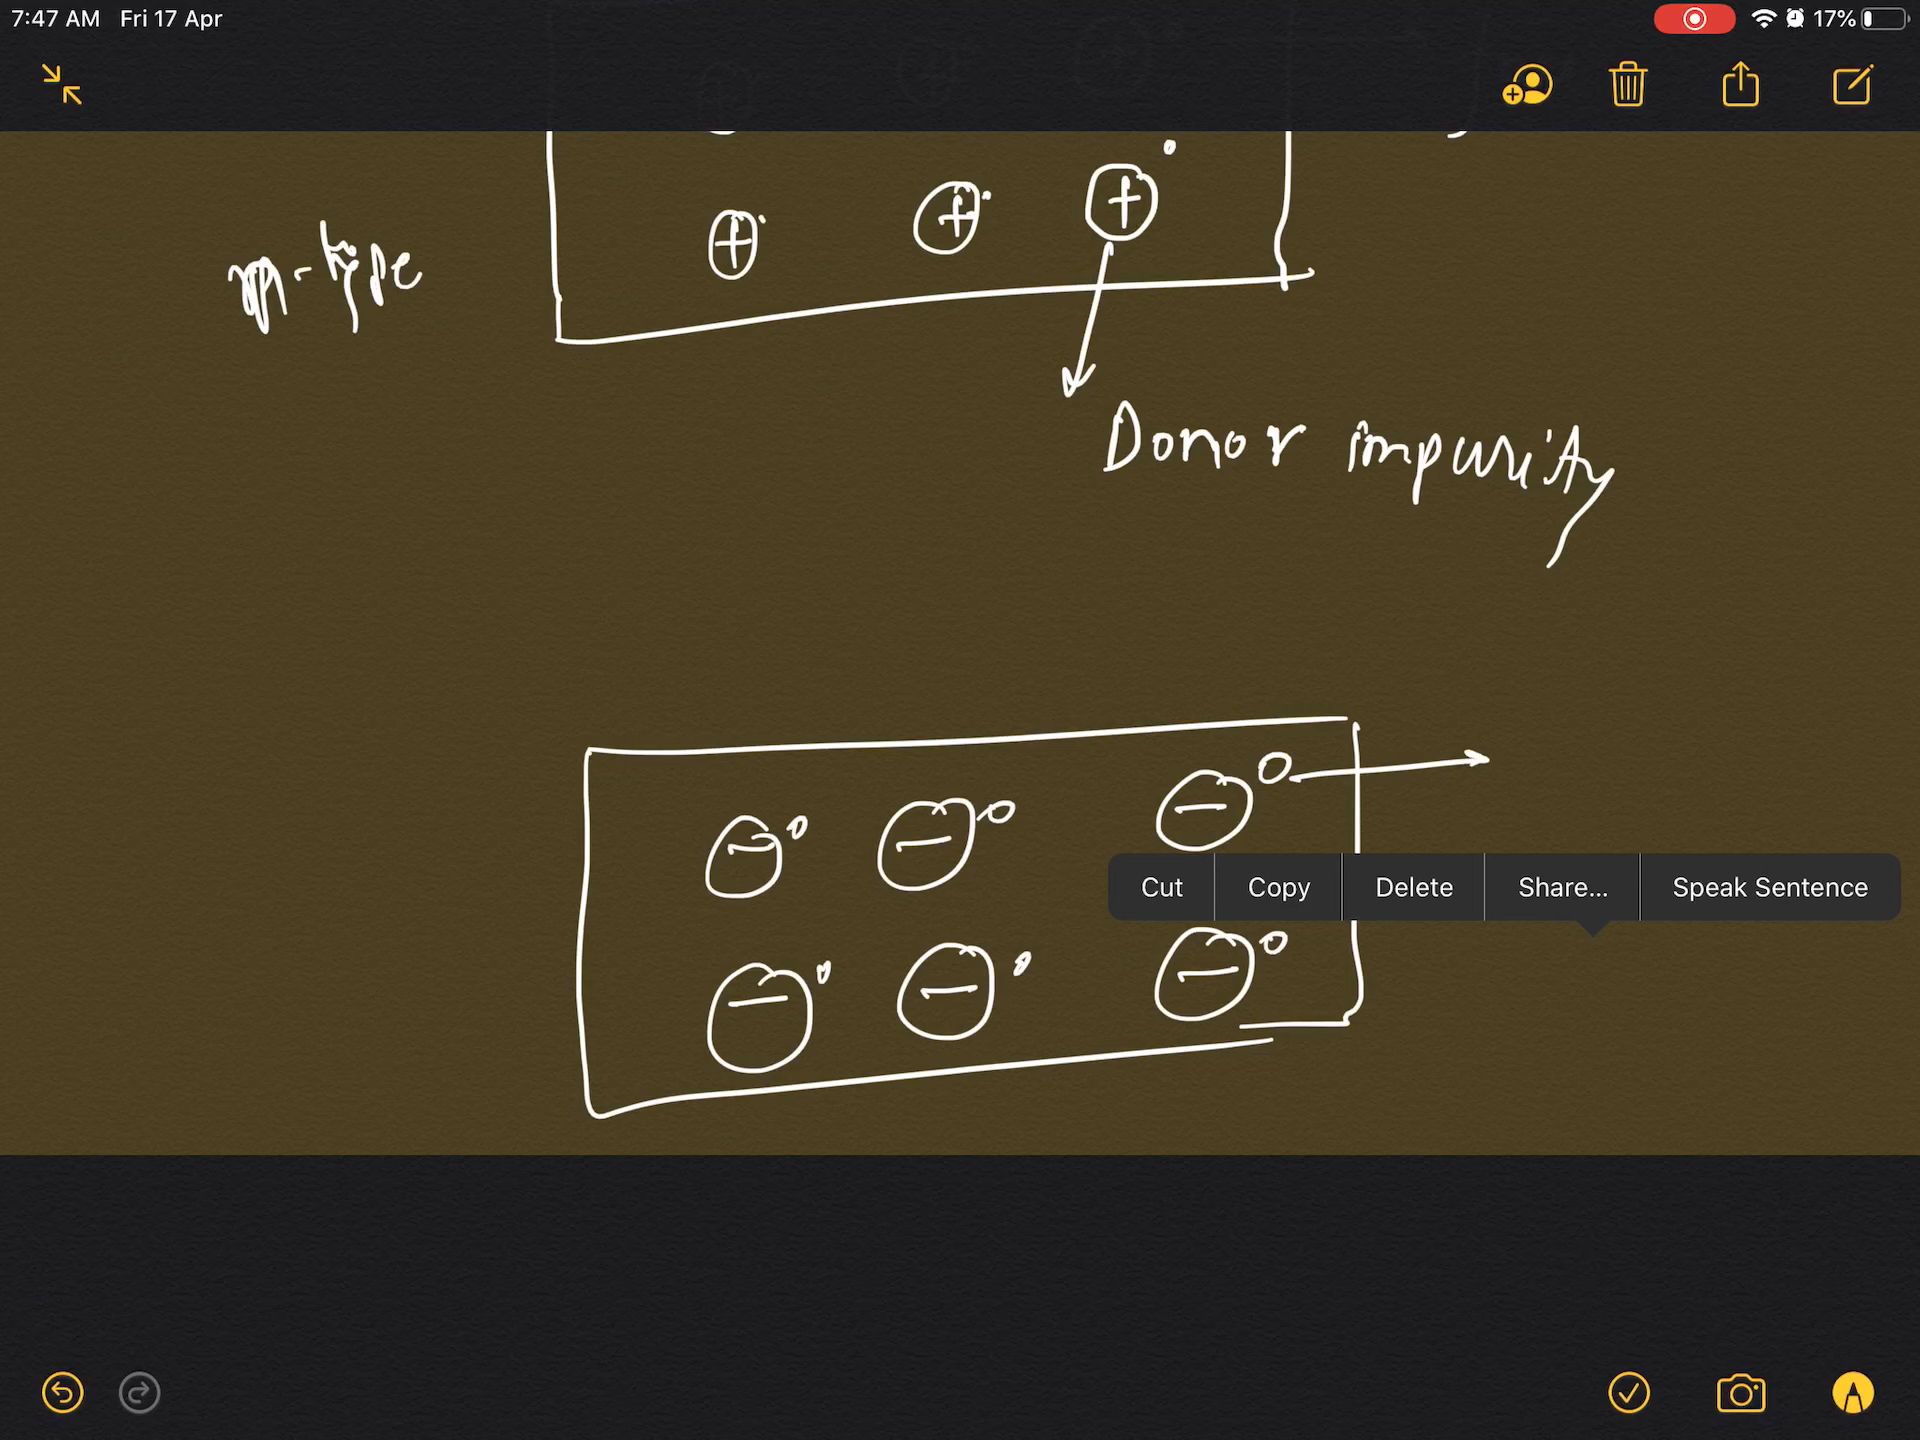 7:47 AM Fri 17 Apr
17%
n-type
Donor impurity
Cut Copy Delete Share... Speak Sentence